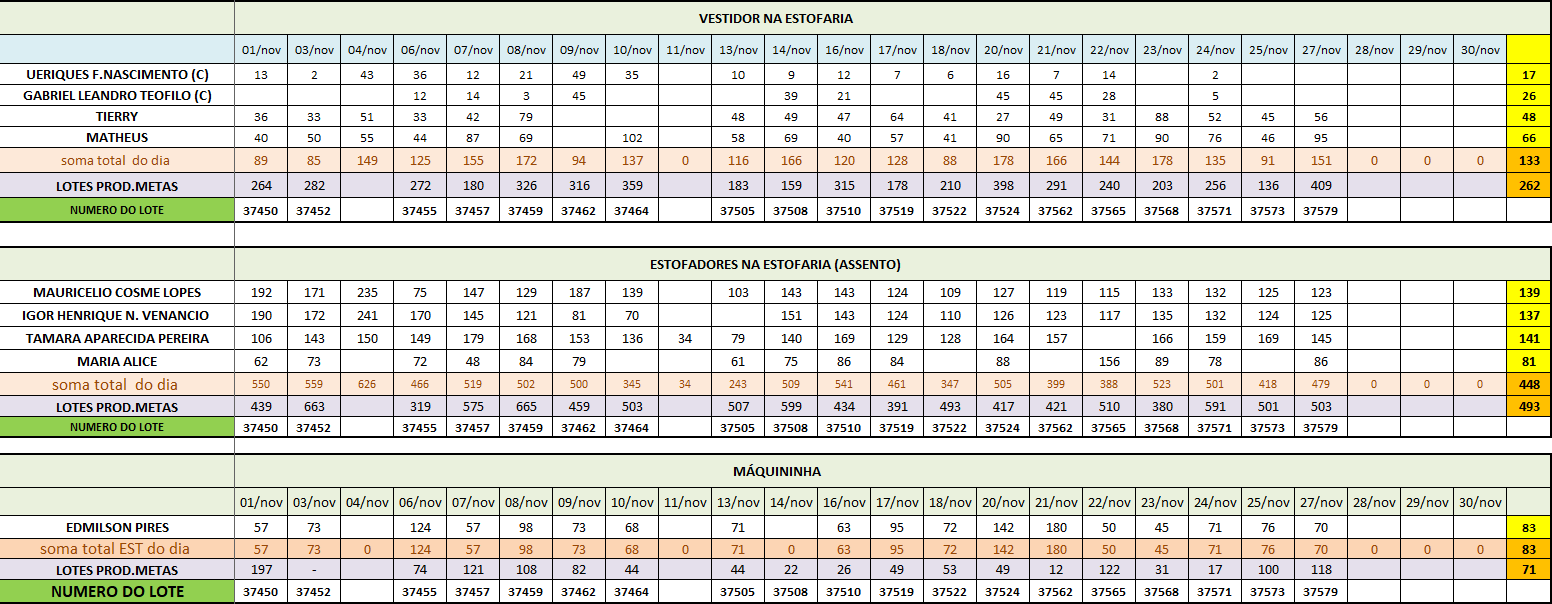 VESTIDOR NA ESTOFARIA
01/nov 03/nov 04/nov 06/nov 07/nov 08/nov 09/nov 10/nov 11/nov 13/nov 14/nov 16/nov 17/nov 18/nov 20/nov 21/nov 22/nov 23/nov 24/nov 25/nov 27/nov 28/nov 29/nov 30/nov
UERIQUES F.NASCIMENTO (C) 13 2 43 36 12 21 49 35 10 9 12 7 6 16 7 14 2 17
GABRIEL LEANDRO TEOFILO (C) 12 14 3 45 39 21 45 45 28 5 26
TIERRY 36 33 51 33 42 79 48 49 47 64 41 27 49 31 88 52 45 56 48
MATHEUS 40 50 55 44 87 69 102 58 69 40 57 41 90 65 71 90 76 46 95 66
soma total do dia 89 85 149 125 155 172 94 137 0 116 166 120 128 88 178 166 144 178 135 91 151 0 0 0 133
LOTES PROD.METAS 264 282 272 180 326 316 359 183 159 315 178 210 398 291 240 203 256 136 409 262
NUMERO DO LOTE 37450 37452 37455 37457 37459 37462 37464 37505 37508 37510 37519 37522 37524 37562 37565 37568 37571 37573 37579
ESTOFADORES NA ESTOFARIA (ASSENTO)
MAURICELIO COSME LOPES 192 171 235 75 147 129 187 139 103 143 143 124 109 127 119 115 133 132 125 123 139
IGOR HENRIQUE N. VENANCIO 190 172 241 170 145 121 81 70 151 143 124 110 126 123 117 135 132 124 125 137
TAMARA APARECIDA PEREIRA 106 143 150 149 179 168 153 136 34 79 140 169 129 128 164 157 166 159 169 145 141
MARIA ALICE 62 73 72 48 84 79 61 75 86 84 88 156 89 78 86 81
soma total do dia 550 559 626 466 519 502 500 345 34 243 509 541 461 347 505 399 388 523 501 418 479 0 0 0 448
LOTES PROD.METAS 439 663 319 575 665 459 503 507 599 434 391 493 417 421 510 380 591 501 503 493
NUMERO DO LOTE 37450 37452 37455 37457 37459 37462 37464 37505 37508 37510 37519 37522 37524 37562 37565 37568 37571 37573 37579
MÁQUININHA
01/nov 03/nov 04/nov 06/nov 07/nov 08/nov 09/nov 10/nov 11/nov 13/nov 14/nov 16/nov 17/nov 18/nov 20/nov 21/nov 22/nov 23/nov 24/nov 25/nov 27/nov 28/nov 29/nov 30/nov
EDMILSON PIRES 57 73 124 57 98 73 68 71 63 95 72 142 180 50 45 71 76 70 83
soma total EST do dia 57 73 0 124 57 98 73 68 0 71 0 63 95 72 142 180 50 45 71 76 70 0 0 0 83
LOTES PROD.METAS 197 - 74 121 108 82 44 44 22 26 49 53 49 12 122 31 17 100 118 71
NUMERO DO LOTE 37450 37452 37455 37457 37459 37462 37464 37505 37508 37510 37519 37522 37524 37562 37565 37568 37571 37573 37579